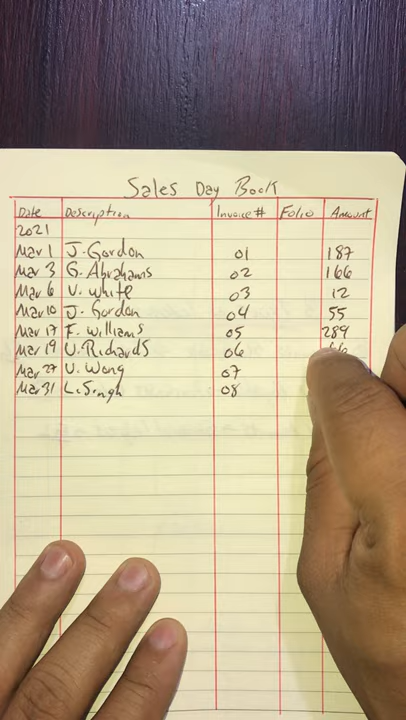 Sales Day Book
Date Description Invoice # Folio Amount
2021
Mar 1 J. Gordon 01 187
Mar 3 G. Abrahams 02 166
Mar 6 V. White 03 12
Mar 10 J. Gordon 04 55
Mar 17 F. Williams 05 289
Mar 19 U. Richards 06
Mar 27 V. Wong 07
Mar 31 L. Singh 08